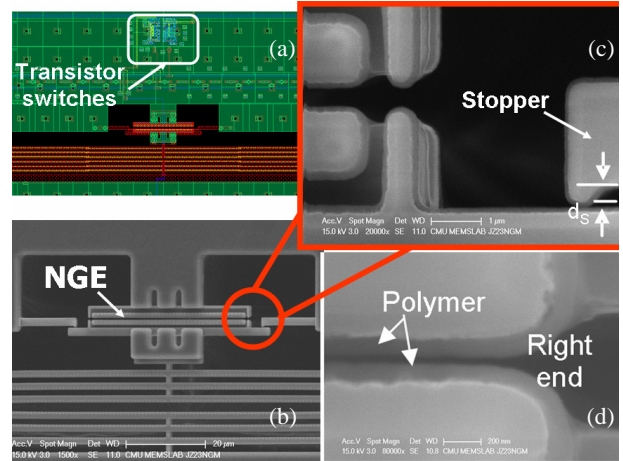 (a)
Transistor
switches
(c)
Stopper
dS
Acc.V Spot Magn Det WD 1 µm
15.0 kV 3.0 20000x SE 11.0 CMU MEMSLAB JZ23NGM
NGE
(b)
Acc.V Spot Magn Det WD 20 µm
15.0 kV 3.0 1500x SE 11.0 CMU MEMSLAB JZ23NGM
Polymer
Right
end
(d)
Acc.V Spot Magn Det WD 200 nm
15.0 kV 3.0 80000x SE 10.8 CMU MEMSLAB JZ23NGM